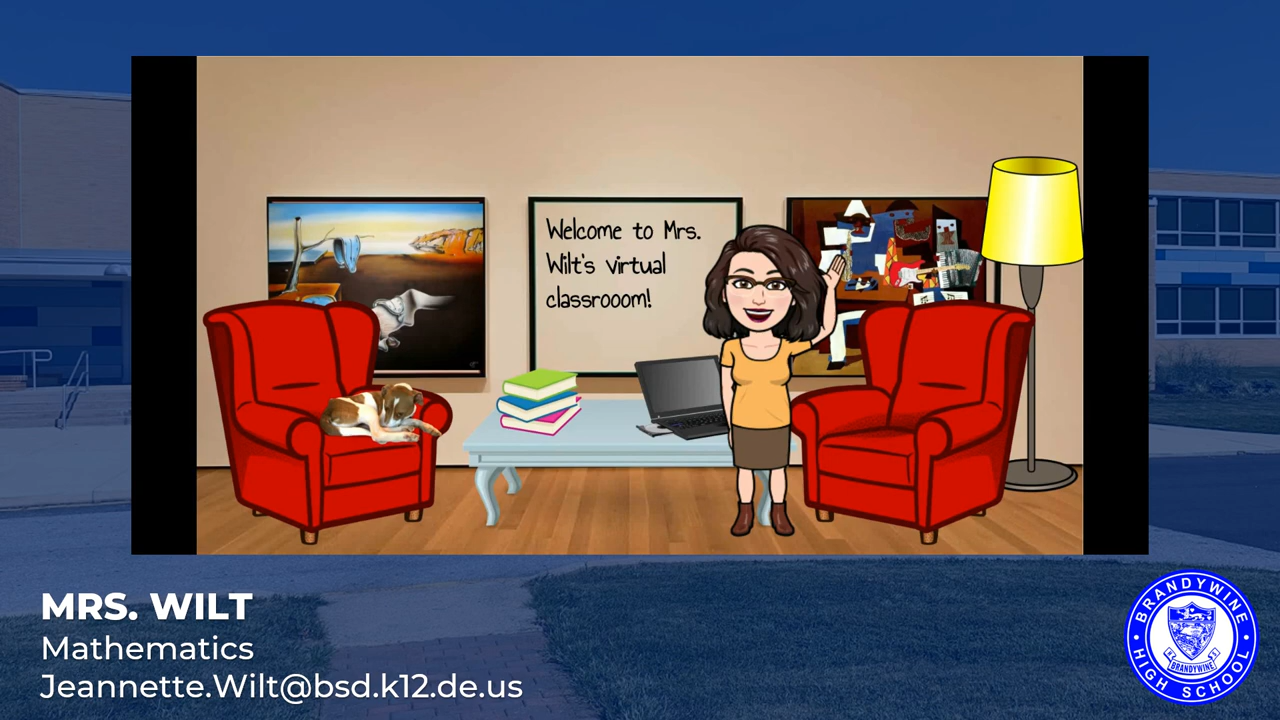 Welcome to Mrs.
Wilt's virtual
classrooom!
MRS. WILT
Mathematics
Jeannette.Wilt@bsd.k12.de.us
BRANDYWINE
BRANDYWINE
HIGH SCHOOL